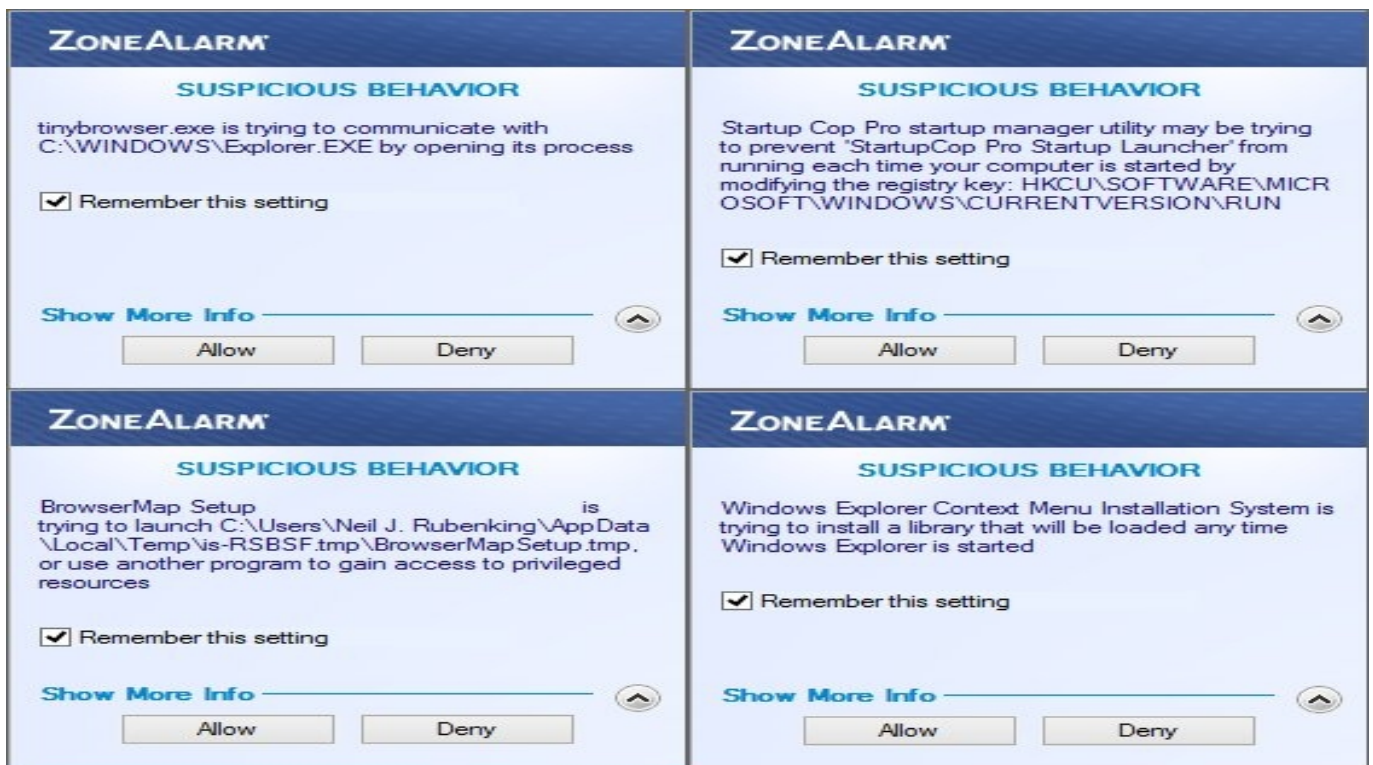 ZONEALARM
SUSPICIOUS BEHAVIOR
tinybrowser.exe is trying to communicate with
C:\WINDOWS\Explorer.EXE by opening its process
Remember this setting
Show More Info
Allow
Deny
ZONEALARM
SUSPICIOUS BEHAVIOR
Startup Cop Pro startup manager utility may be trying
to prevent "StartupCop Pro Startup Launcher" from
running each time your computer is started by
modifying the registry key: HKCU\SOFTWARE\MICR
OSOFT\WINDOWS\CURRENTVERSION\RUN
Remember this setting
Show More Info
Allow
Deny
ZONEALARM
SUSPICIOUS BEHAVIOR
BrowserMap Setup is
trying to launch C:\Users\Neil J. Rubenking\AppData
\Local\Temp\is-RSBSF.tmp\BrowserMapSetup.tmp,
or use another program to gain access to privileged
resources
Remember this setting
Show More Info
Allow
Deny
ZONEALARM
SUSPICIOUS BEHAVIOR
Windows Explorer Context Menu Installation System is
trying to install a library that will be loaded any time
Windows Explorer is started
Remember this setting
Show More Info
Allow
Deny